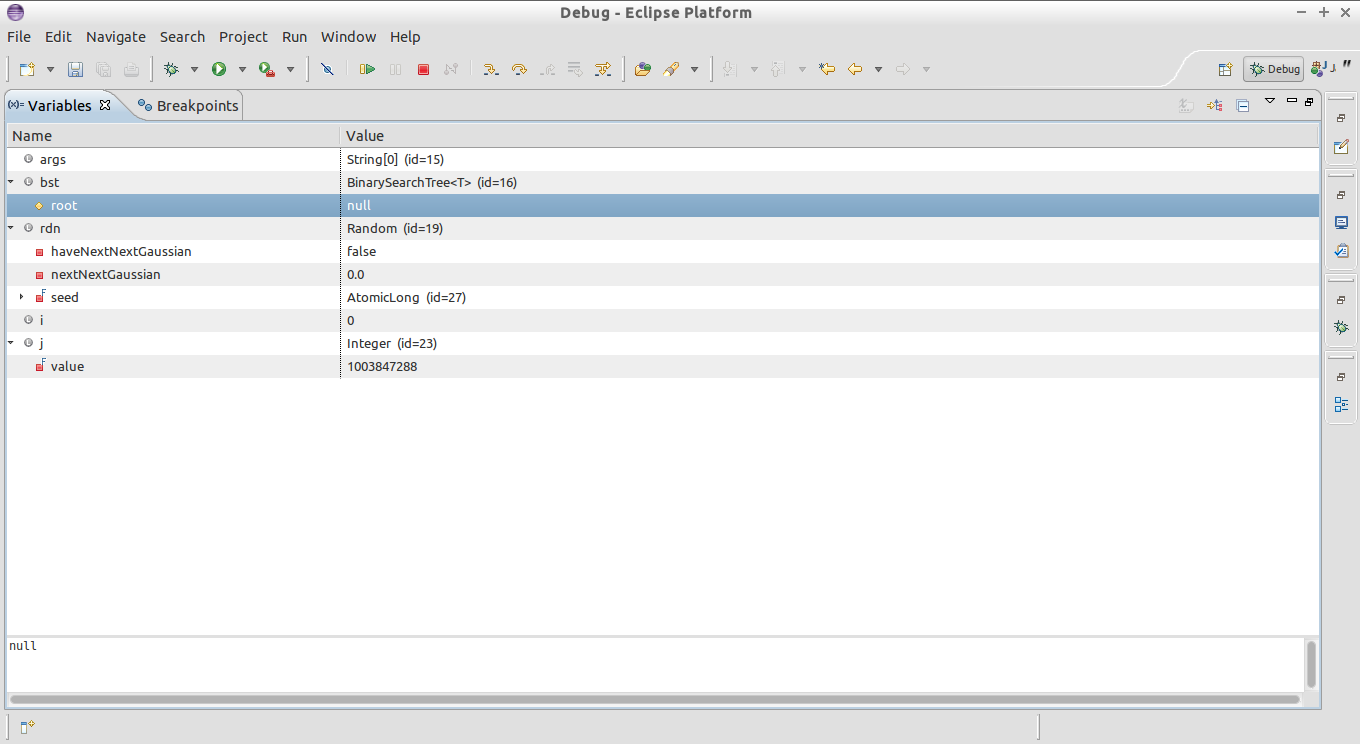 Debug - Eclipse Platform
File Edit Navigate Search Project Run Window Help
Debug
Variables Breakpoints
Name Value
args String[0] (id=15)
bst BinarySearchTree<T> (id=16)
root null
rdn Random (id=19)
haveNextNextGaussian false
nextNextGaussian 0.0
seed AtomicLong (id=27)
i 0
j Integer (id=23)
value 1003847288
null